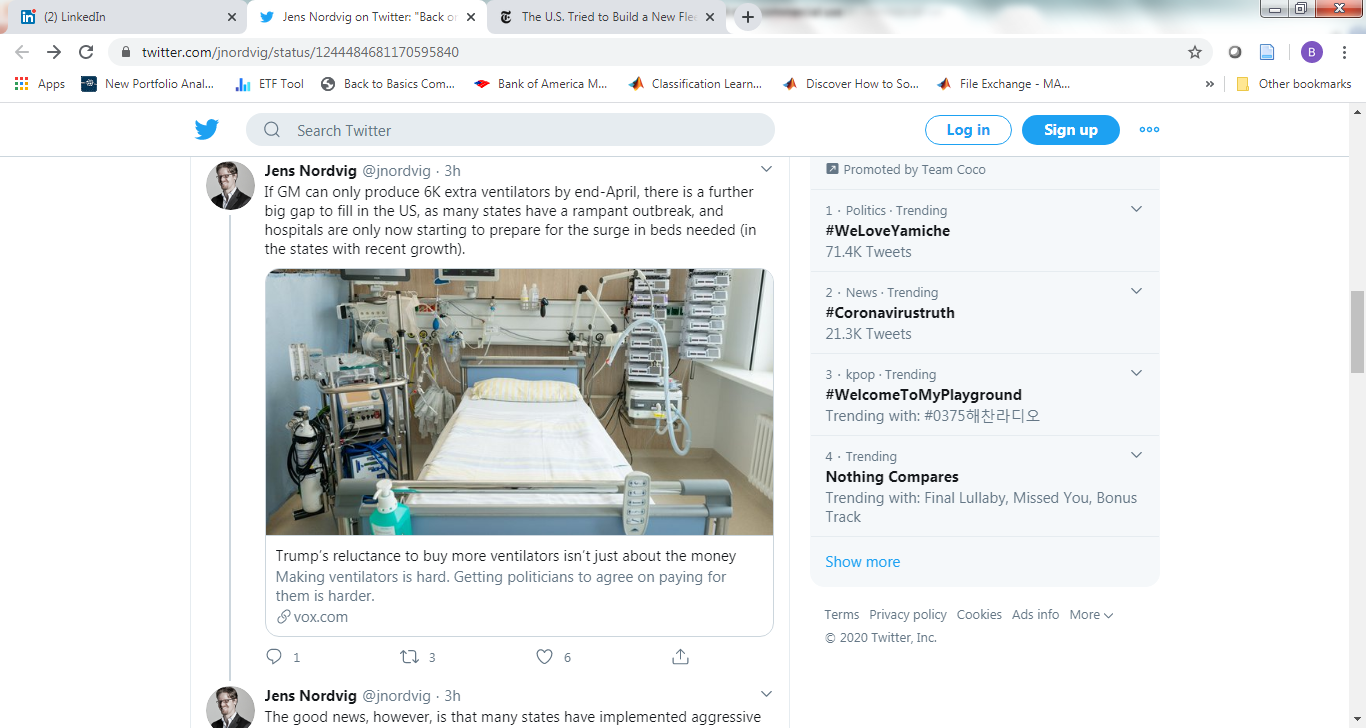 (2) LinkedIn
Jens Nordvig on Twitter: "Back or
The U.S. Tried to Build a New Flee
twitter.com/jnordvig/status/1244484681170595840
B
Apps
New Portfolio Anal...
ETF Tool
Back to Basics Com...
Bank of America M...
Classification Learn...
Discover How to So...
File Exchange - MA...
»
Other bookmarks
Search Twitter
Log in
Sign up
Jens Nordvig @jnordvig · 3h
If GM can only produce 6K extra ventilators by end-April, there is a further
big gap to fill in the US, as many states have a rampant outbreak, and
hospitals are only now starting to prepare for the surge in beds needed (in
the states with recent growth).
Trump's reluctance to buy more ventilators isn't just about the money
Making ventilators is hard. Getting politicians to agree on paying for
them is harder.
vox.com
1
3
6
Jens Nordvig @jnordvig · 3h
The good news, however, is that many states have implemented aggressive
Promoted by Team Coco
1 · Politics · Trending
#WeLoveYamiche
71.4K Tweets
2 · News · Trending
#Coronavirustruth
21.3K Tweets
3 · kpop · Trending
#WelcomeToMyPlayground
Trending with: #0375해찬라디오
4 · Trending
Nothing Compares
Trending with: Final Lullaby, Missed You, Bonus
Track
Show more
Terms Privacy policy Cookies Ads info More
© 2020 Twitter, Inc.